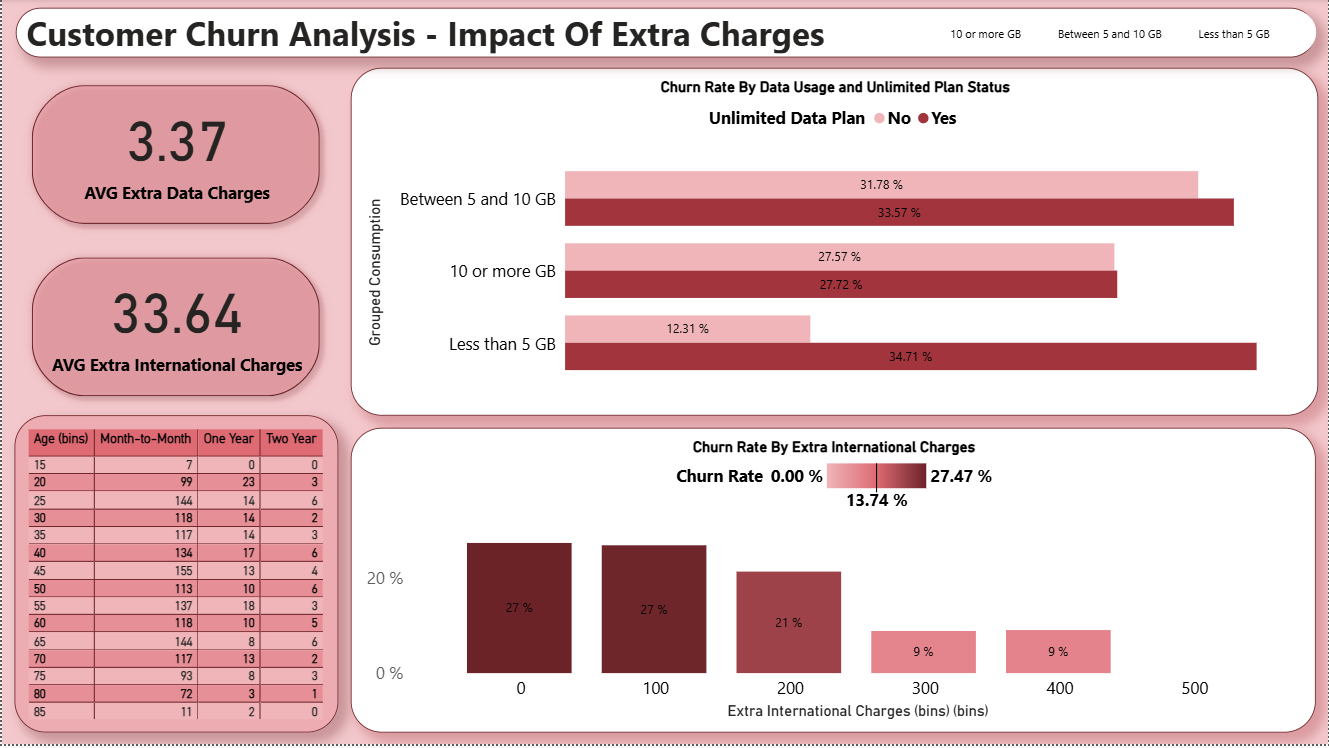 Customer Churn Analysis - Impact Of Extra Charges
10 or more GB Between 5 and 10 GB Less than 5 GB
3.37
AVG Extra Data Charges
33.64
AVG Extra International Charges
Age (bins) Month-to-Month One Year Two Year
15 7 0 0
20 99 23 3
25 144 14 6
30 118 14 2
35 117 14 3
40 134 17 6
45 155 13 4
50 113 10 6
55 137 18 3
60 118 10 5
65 144 8 6
70 117 13 2
75 93 8 3
80 72 3 1
85 11 2 0
Churn Rate By Data Usage and Unlimited Plan Status
Unlimited Data Plan No Yes
Grouped Consumption
Between 5 and 10 GB
31.78 %
33.57 %
10 or more GB
27.57 %
27.72 %
Less than 5 GB
12.31 %
34.71 %
Churn Rate By Extra International Charges
Churn Rate 0.00 % 27.47 %
13.74 %
20 %
0 %
27 % 27 % 21 % 9 % 9 %
0 100 200 300 400 500
Extra International Charges (bins) (bins)